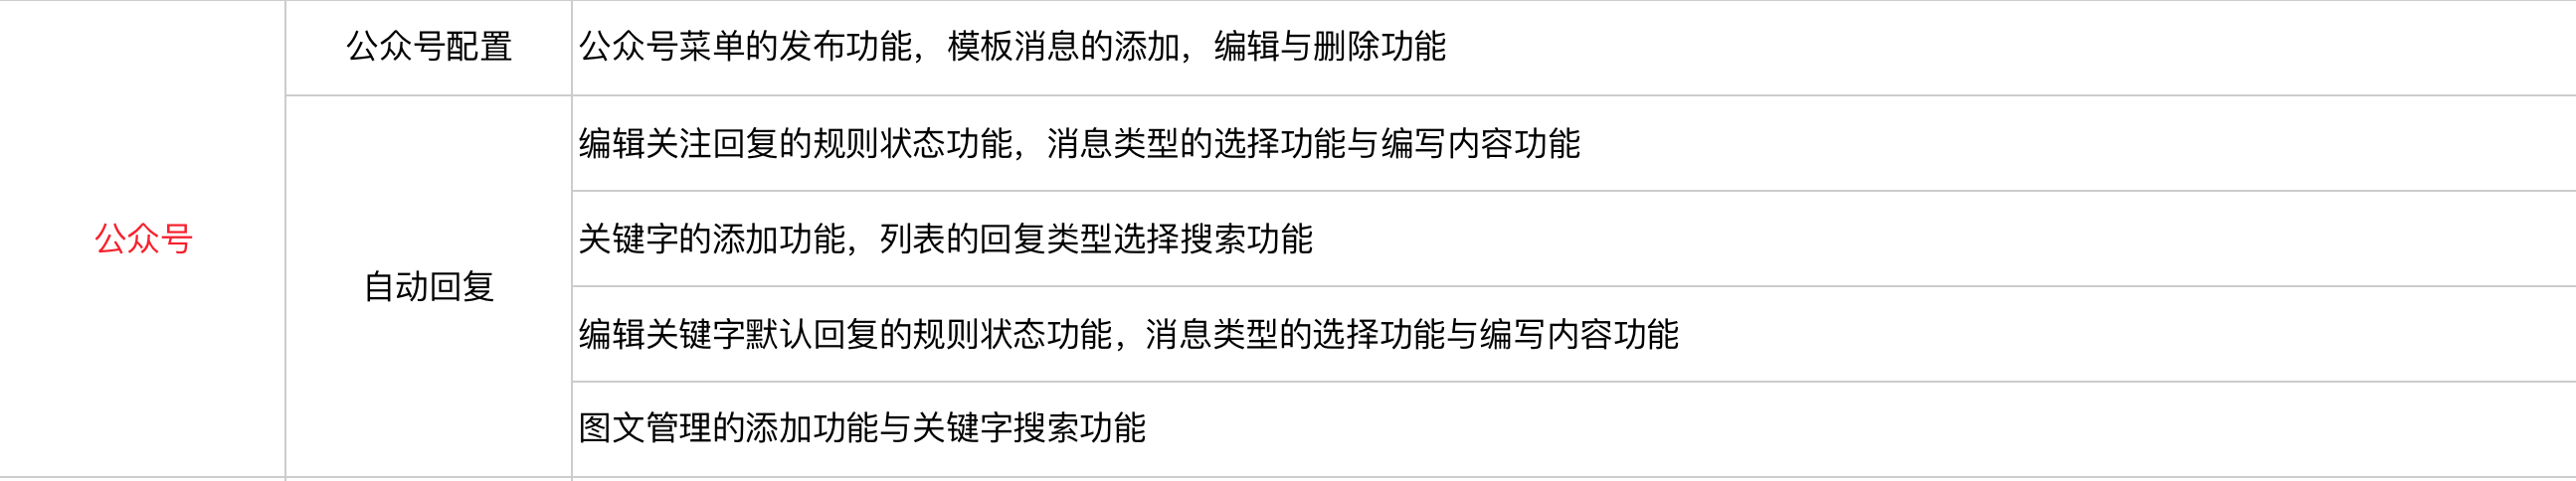 公众号
公众号配置
公众号菜单的发布功能，模板消息的添加，编辑与删除功能
自动回复
编辑关注回复的规则状态功能，消息类型的选择功能与编写内容功能
关键字的添加功能，列表的回复类型选择搜索功能
编辑关键字默认回复的规则状态功能，消息类型的选择功能与编写内容功能
图文管理的添加功能与关键字搜索功能